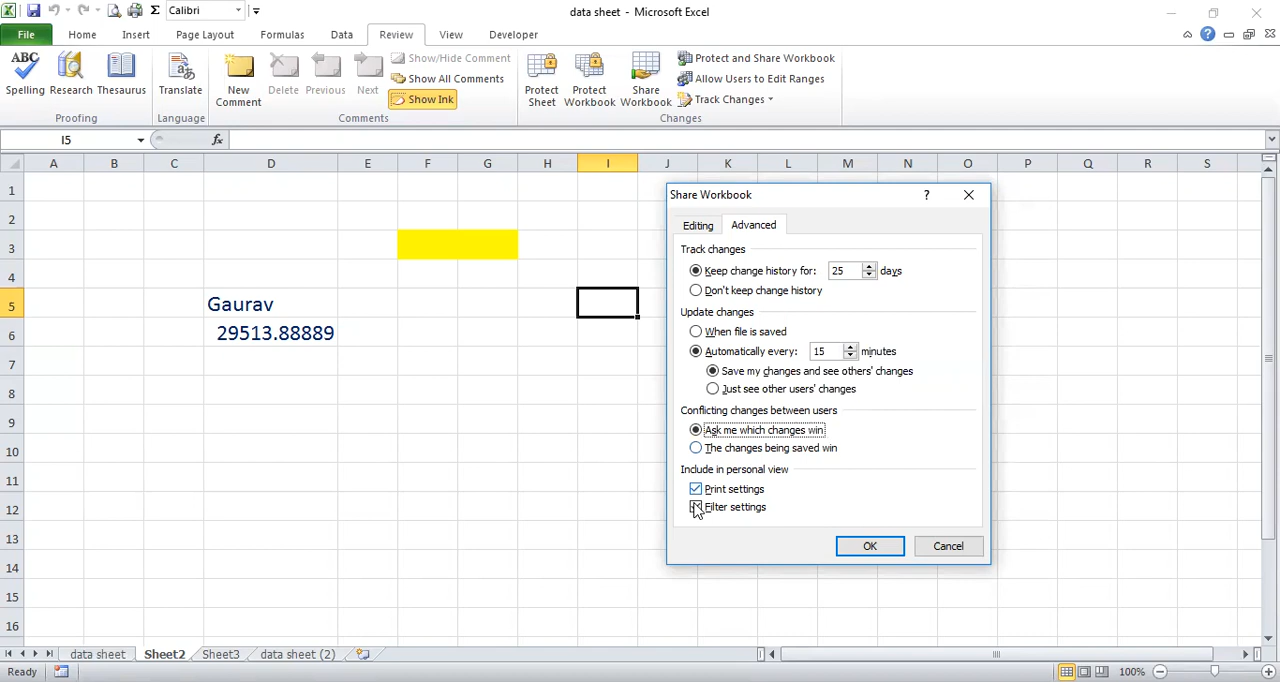 Calibri
data sheet - Microsoft Excel
File Home Insert Page Layout Formulas Data Review View Developer
ABC
Spelling Research Thesaurus
Proofing
Translate
Language
New Comment
Delete Previous Next
Show/Hide Comment
Show All Comments
Show Ink
Comments
Protect Sheet
Protect Workbook
Share Workbook
Protect and Share Workbook
Allow Users to Edit Ranges
Track Changes
Changes
I5 fx
A B C D E F G H I J K L M N O P Q R S
1
2
3
4
5 Gaurav
6 29513.88889
7
8
9
10
11
12
13
14
15
16
Share Workbook ?
Editing Advanced
Track changes
Keep change history for: 25 days
Don't keep change history
Update changes
When file is saved
Automatically every: 15 minutes
Save my changes and see others' changes
Just see other users' changes
Conflicting changes between users
Ask me which changes win
The changes being saved win
Include in personal view
Print settings
Filter settings
OK Cancel
data sheet Sheet2 Sheet3 data sheet (2)
Ready 100%